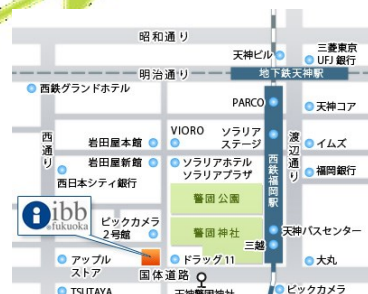 昭和通り
天神ビル
三菱東京
UFJ 銀行
明治通り
地下鉄天神駅
西鉄グランドホテル
PARCO
天神コア
西通り
岩田屋本館
VIORO
ソラリア
ステージ
渡辺通り
イムズ
岩田屋新館
ソラリアホテル
ソラリアプラザ
西鉄福岡駅
福岡銀行
西日本シティ銀行
警固公園
ibb
fukuoka
ビックカメラ
2号館
警固神社
天神バスセンター
三越
アップル
ストア
ドラッグ11
大丸
国体道路
TSUTAYA
ビックカメラ